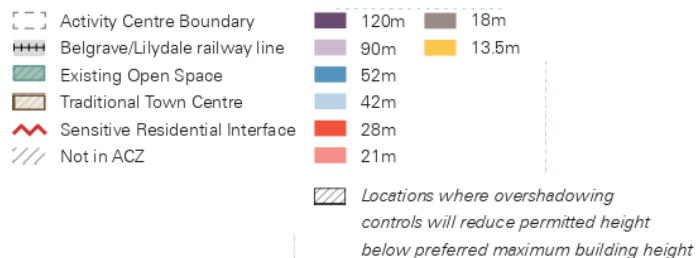 Activity Centre Boundary
Belgrave/Lilydale railway line
Existing Open Space
Traditional Town Centre
Sensitive Residential Interface
Not in ACZ
120m
90m
52m
42m
28m
21m
18m
13.5m
Locations where overshadowing
controls will reduce permitted height
below preferred maximum building height